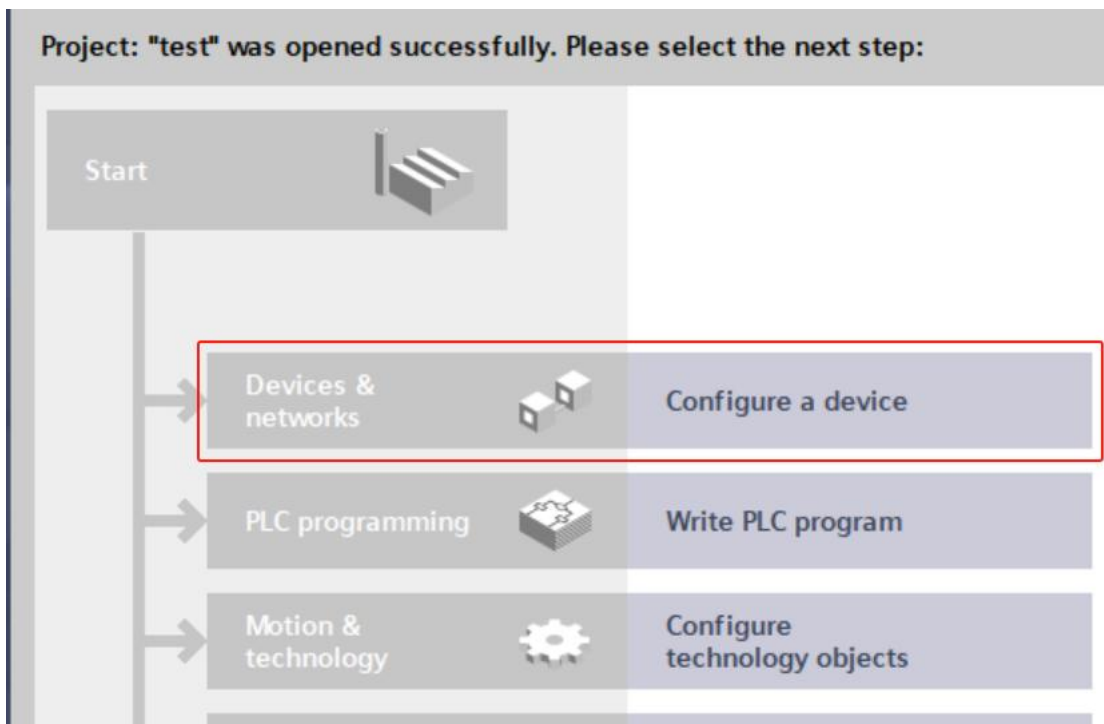 Project: "test" was opened successfully. Please select the next step:
Start
Devices &
networks
Configure a device
PLC programming
Write PLC program
Motion &
technology
Configure
technology objects